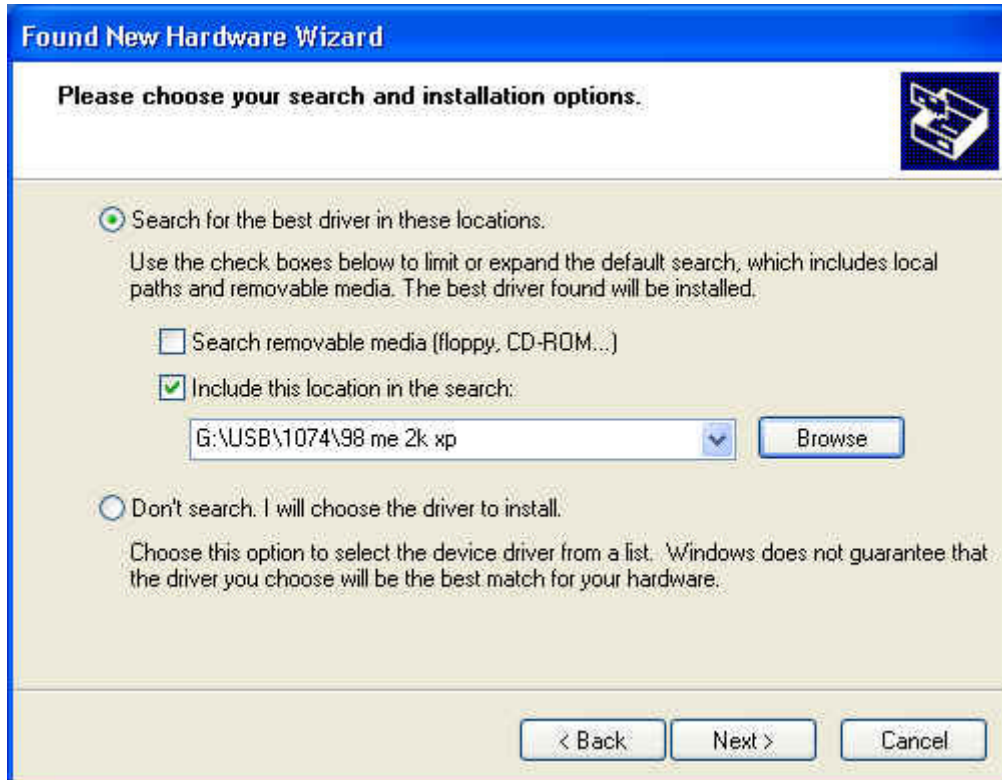 Found New Hardware Wizard
Please choose your search and installation options.
Search for the best driver in these locations.
Use the check boxes below to limit or expand the default search, which includes local
paths and removable media. The best driver found will be installed.
Search removable media (floppy, CD-ROM...)
Include this location in the search:
G:\USB\1074\98 me 2k xp
Browse
Don't search. I will choose the driver to install.
Choose this option to select the device driver from a list. Windows does not guarantee that
the driver you choose will be the best match for your hardware.
< Back
Next >
Cancel